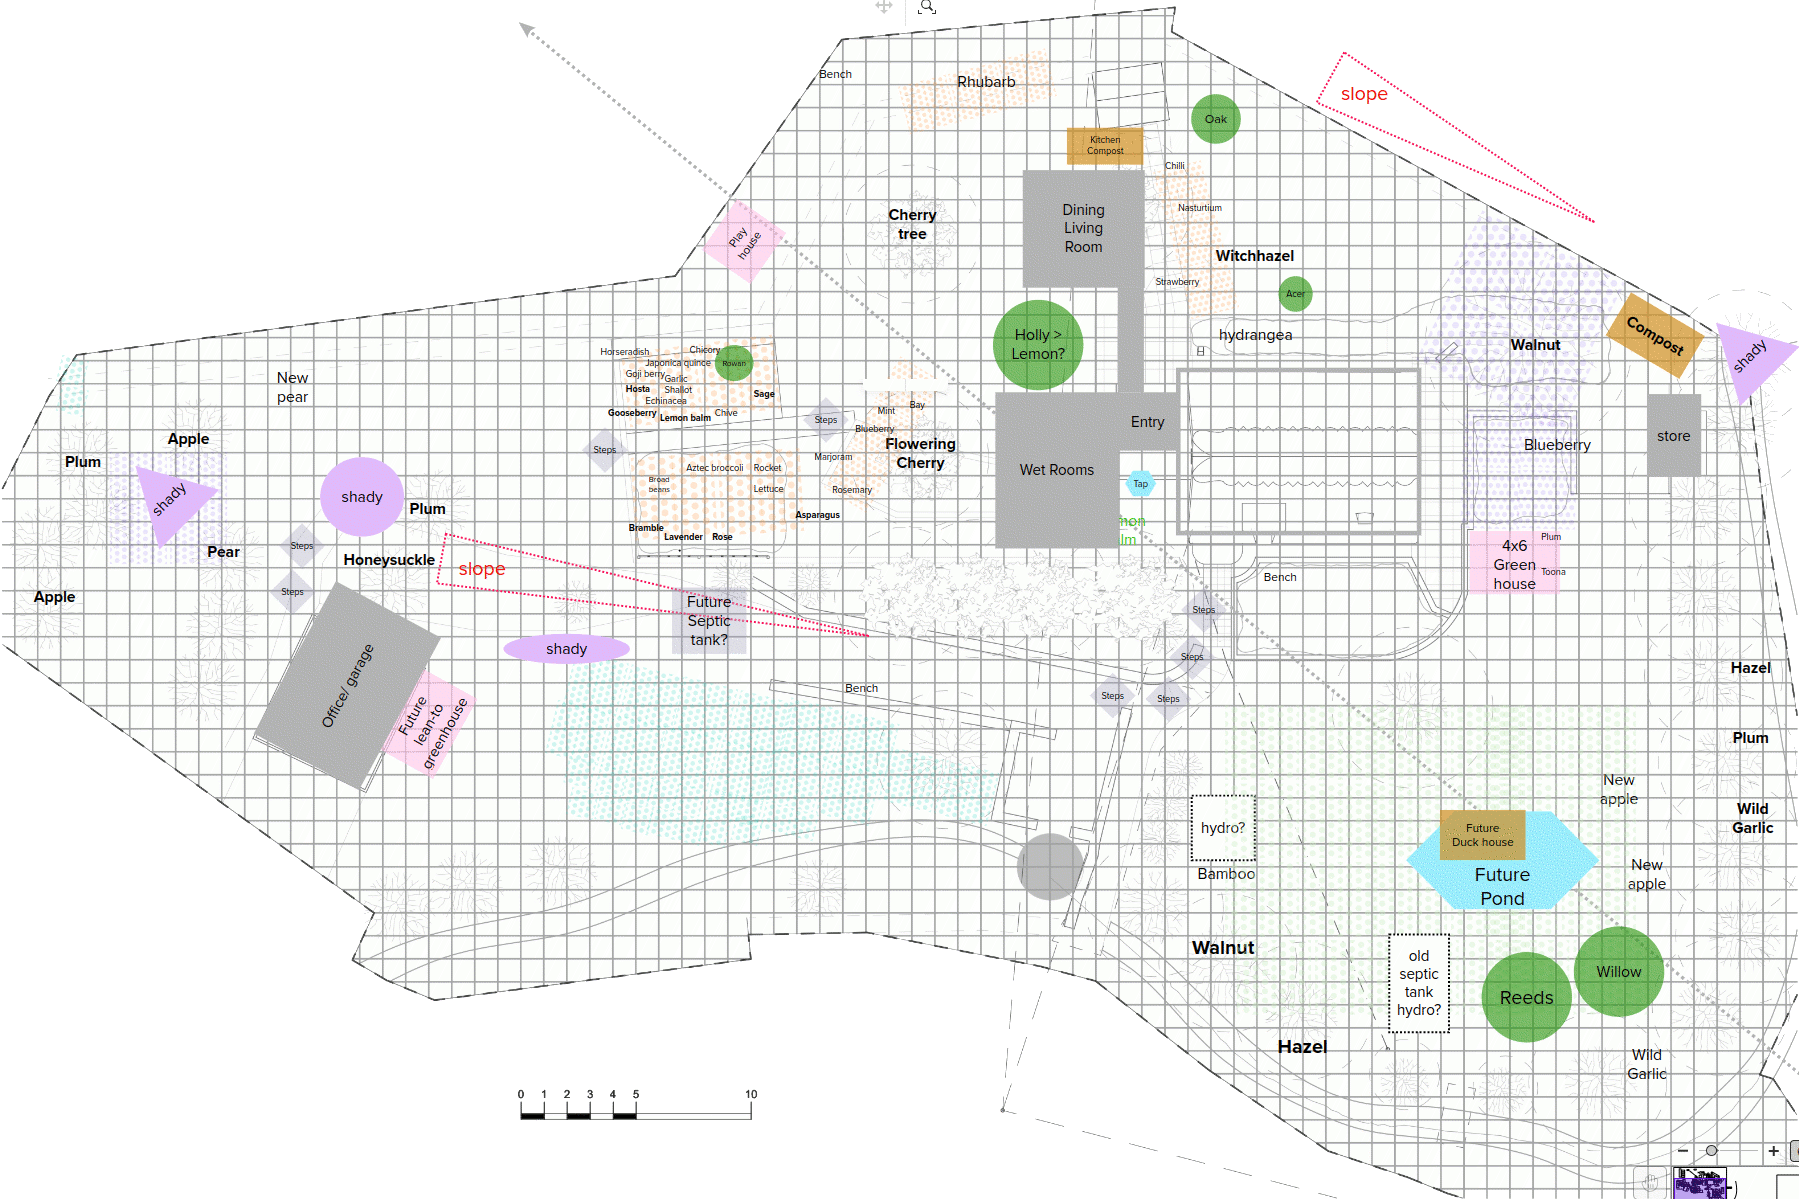 Bench
Rhubarb
slope
Oak
Kitchen
Compost
Chilli
Dining
Living
Room
Nasturtium
Cherry
tree
Play
house
Witchhazel
Strawberry
Acer
hydrangea
Holly >
Lemon?
Walnut
Compost
shady
Horseradish
Chicory
Japonica quince
Rowan
Goji berry
Garlic
Hosta
Shallot
Sage
Echinacea
Gooseberry
Lemon balm
Chive
New
pear
Steps
Mint
Bay
Blueberry
Flowering
Cherry
Marjoram
Rosemary
Entry
Wet Rooms
Tap
mon
lm
Blueberry
store
Apple
Plum
shady
shady
Plum
Steps
Aztec broccoli
Rocket
Broad
beans
Lettuce
Asparagus
Bramble
Lavender
Rose
Pear
Steps
Honeysuckle
slope
Steps
Apple
Future
Septic
tank?
shady
Bench
4x6
Green
house
Plum
Toona
Steps
Steps
Steps
Steps
Office/ garage
Future
lean-to
greenhouse
Bench
Hazel
Plum
New
apple
Wild
Garlic
hydro?
Bamboo
Future
Duck house
Future
Pond
New
apple
Walnut
old
septic
tank
hydro?
Reeds
Willow
Hazel
Wild
Garlic
0 1 2 3 4 5 10